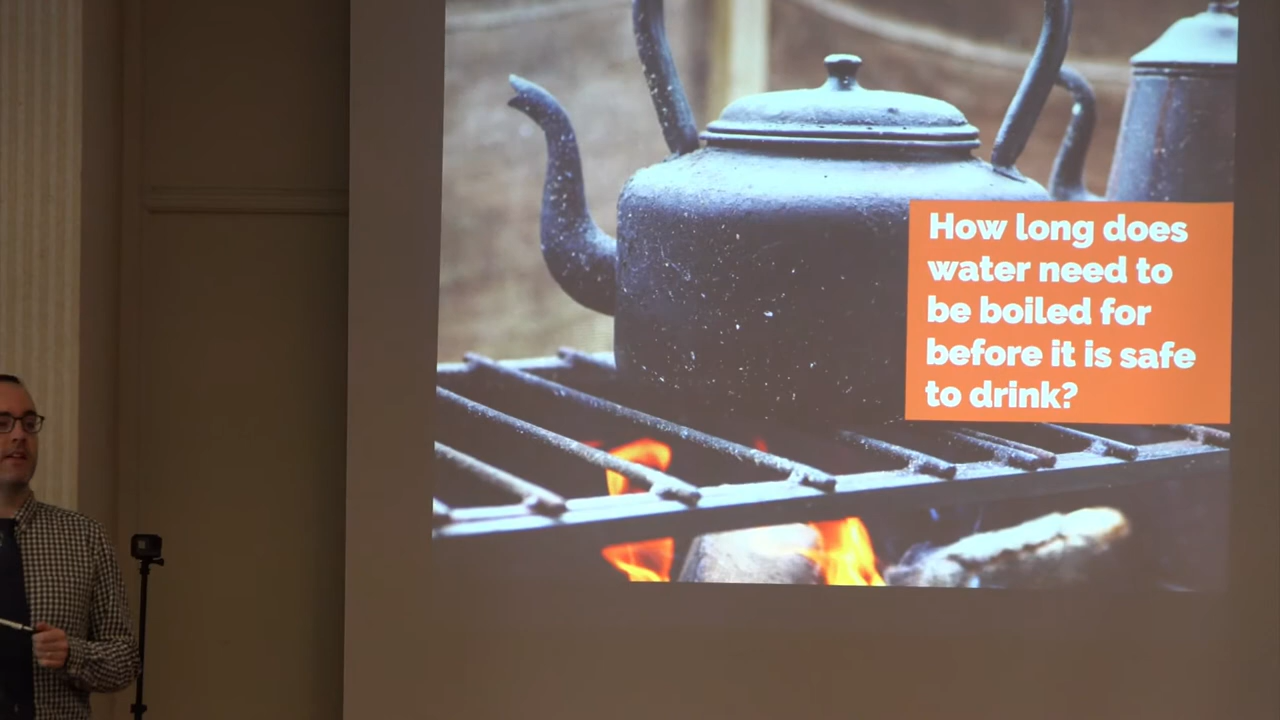 How long does
water need to
be boiled for
before it is safe
to drink?